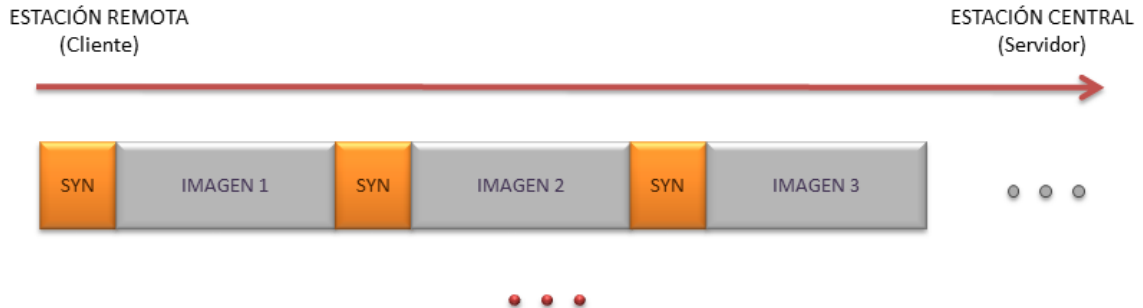 ESTACIÓN REMOTA
(Cliente)
ESTACIÓN CENTRAL
(Servidor)
SYN IMAGEN 1 SYN IMAGEN 2 SYN IMAGEN 3